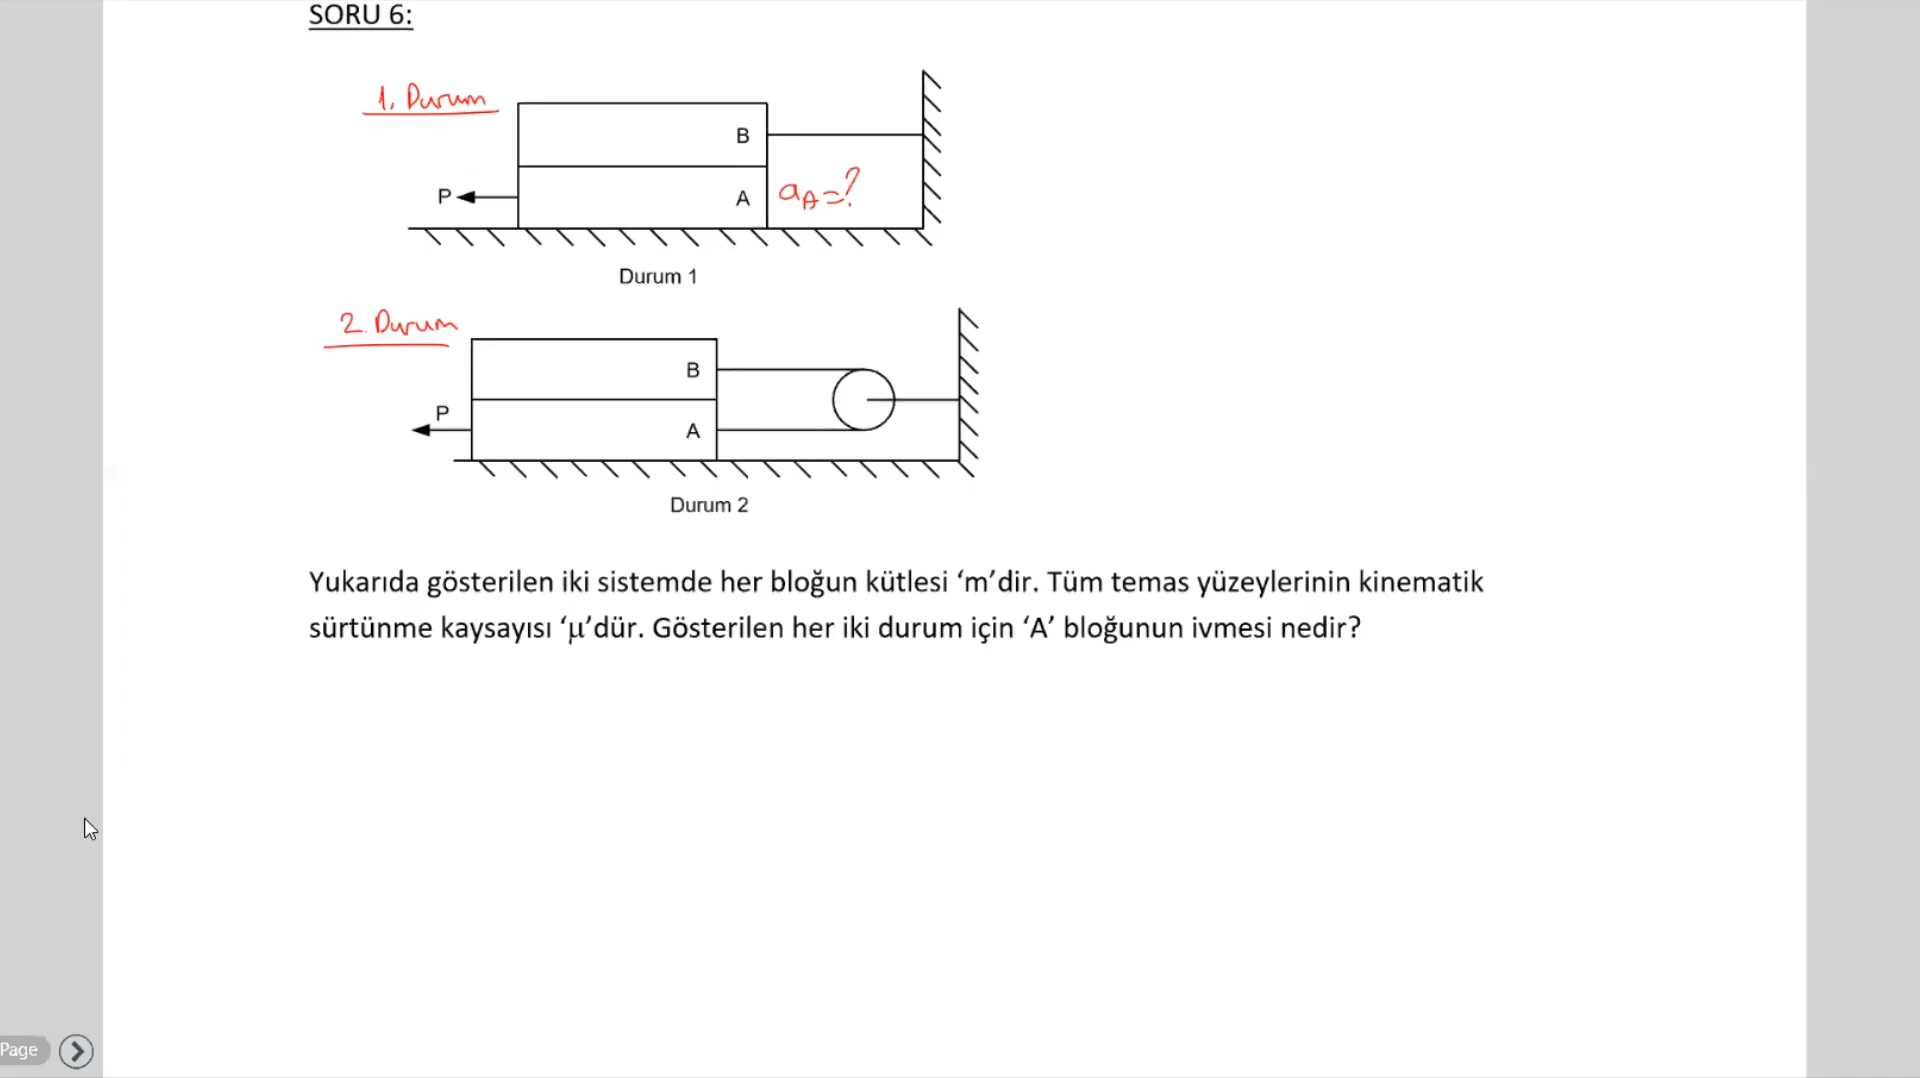 SORU 6:
1. Durum
B
P
A
aA=?
Durum 1
2. Durum
B
P
A
Durum 2
Yukarıda gösterilen iki sistemde her bloğun kütlesi ‘m’dir. Tüm temas yüzeylerinin kinematik
sürtünme kaysayısı ‘μ’dür. Gösterilen her iki durum için ‘A’ bloğunun ivmesi nedir?
Page